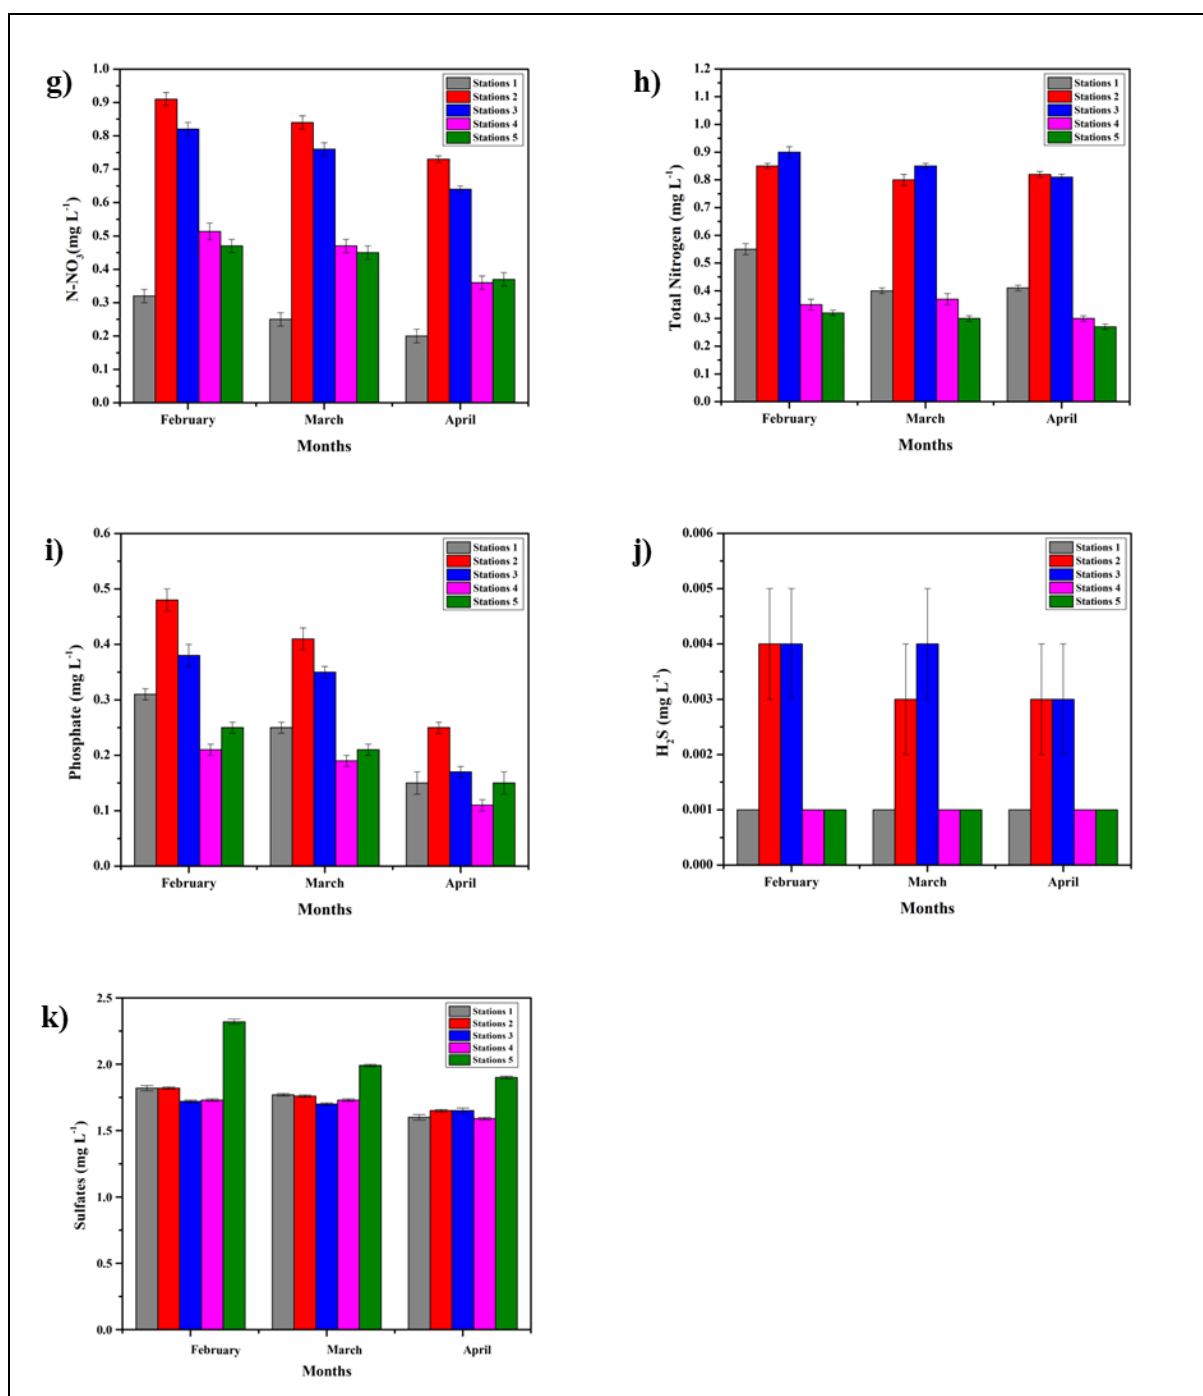 g)
N-NO3(mg L-1)
1.0
0.9
0.8
0.7
0.6
0.5
0.4
0.3
0.2
0.1
0.0
Stations 1
Stations 2
Stations 3
Stations 4
Stations 5
February March April
Months
h)
Total Nitrogen (mg L-1)
1.2
1.1
1.0
0.9
0.8
0.7
0.6
0.5
0.4
0.3
0.2
0.1
0.0
Stations 1
Stations 2
Stations 3
Stations 4
Stations 5
February March April
Months
i)
Phosphate (mg L-1)
0.6
0.5
0.4
0.3
0.2
0.1
0.0
Stations 1
Stations 2
Stations 3
Stations 4
Stations 5
February March April
Months
j)
H2S (mg L-1)
0.006
0.005
0.004
0.003
0.002
0.001
0.000
Stations 1
Stations 2
Stations 3
Stations 4
Stations 5
February March April
Months
k)
Sulfates (mg L-1)
2.5
2.0
1.5
1.0
0.5
0.0
Stations 1
Stations 2
Stations 3
Stations 4
Stations 5
February March April
Months